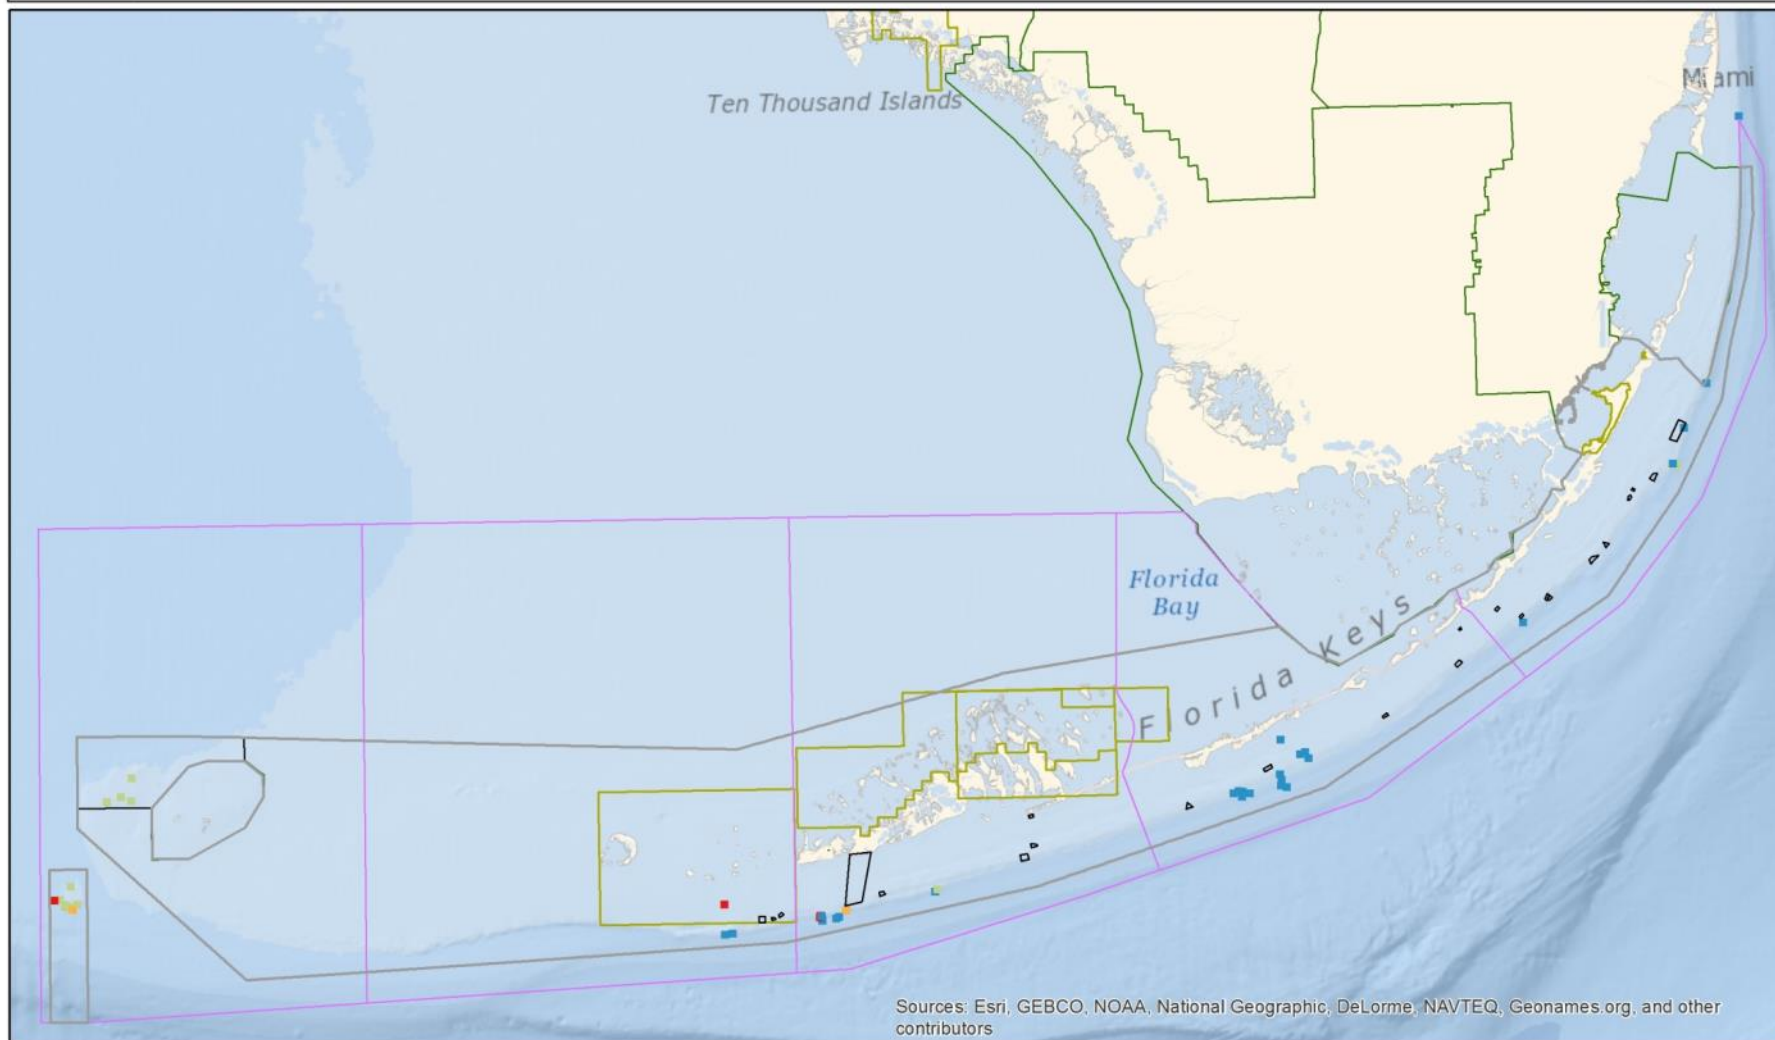 Miami
Ten Thousand Islands
Florida
Bay
Florida Keys
Sources: Esri, GEBCO, NOAA, National Geographic, DeLorme, NAVTEQ, Geonames.org, and other
contributors